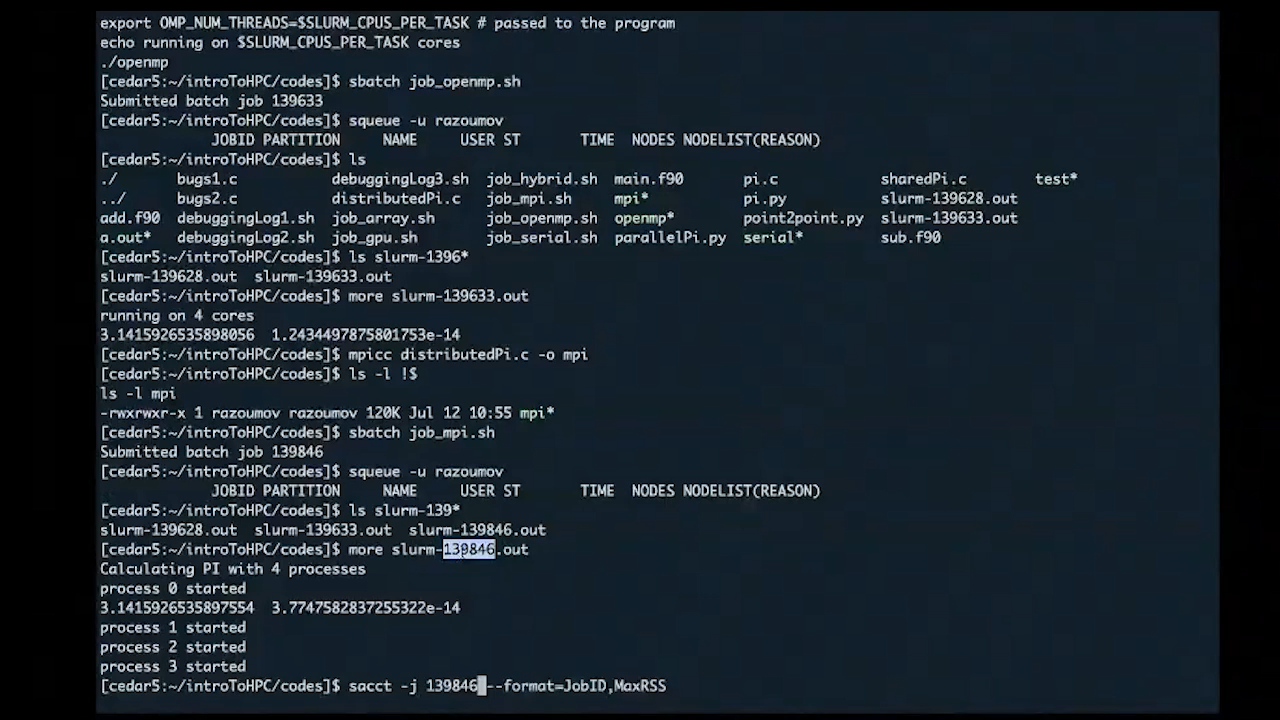 export OMP_NUM_THREADS=$SLURM_CPUS_PER_TASK # passed to the program
echo running on $SLURM_CPUS_PER_TASK cores
./openmp
[cedar5:~/introToHPC/codes]$ sbatch job_openmp.sh
Submitted batch job 139633
[cedar5:~/introToHPC/codes]$ squeue -u razoumov
JOBID PARTITION NAME USER ST TIME NODES NODELIST(REASON)
[cedar5:~/introToHPC/codes]$ ls
./ bugs1.c debuggingLog3.sh job_hybrid.sh main.f90 pi.c sharedPi.c test*
../ bugs2.c distributedPi.c job_mpi.sh mpi* pi.py slurm-139628.out
add.f90 debuggingLog1.sh job_array.sh job_openmp.sh openmp* point2point.py slurm-139633.out
a.out* debuggingLog2.sh job_gpu.sh job_serial.sh parallelPi.py serial* sub.f90
[cedar5:~/introToHPC/codes]$ ls slurm-1396*
slurm-139628.out slurm-139633.out
[cedar5:~/introToHPC/codes]$ more slurm-139633.out
running on 4 cores
3.1415926535898056 1.2434497875801753e-14
[cedar5:~/introToHPC/codes]$ mpicc distributedPi.c -o mpi
[cedar5:~/introToHPC/codes]$ ls -l !$
ls -l mpi
-rwxrwxr-x 1 razoumov razoumov 120K Jul 12 10:55 mpi*
[cedar5:~/introToHPC/codes]$ sbatch job_mpi.sh
Submitted batch job 139846
[cedar5:~/introToHPC/codes]$ squeue -u razoumov
JOBID PARTITION NAME USER ST TIME NODES NODELIST(REASON)
[cedar5:~/introToHPC/codes]$ ls slurm-139*
slurm-139628.out slurm-139633.out slurm-139846.out
[cedar5:~/introToHPC/codes]$ more slurm-139846.out
Calculating PI with 4 processes
process 0 started
3.1415926535897554 3.7747582837255322e-14
process 1 started
process 2 started
process 3 started
[cedar5:~/introToHPC/codes]$ sacct -j 139846 --format=JobID,MaxRSS